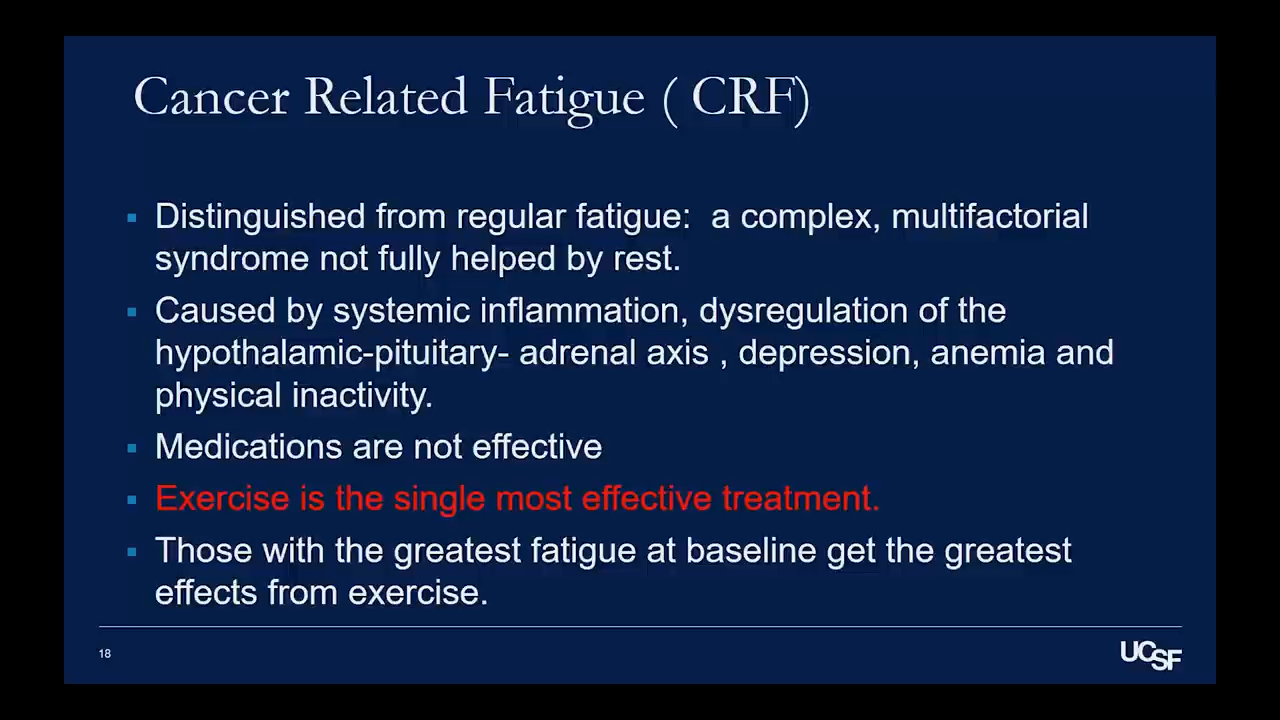 Cancer Related Fatigue ( CRF)
Distinguished from regular fatigue:  a complex, multifactorial
syndrome not fully helped by rest.
Caused by systemic inflammation, dysregulation of the
hypothalamic-pituitary- adrenal axis , depression, anemia and
physical inactivity.
Medications are not effective
Exercise is the single most effective treatment.
Those with the greatest fatigue at baseline get the greatest
effects from exercise.
18
UCSF